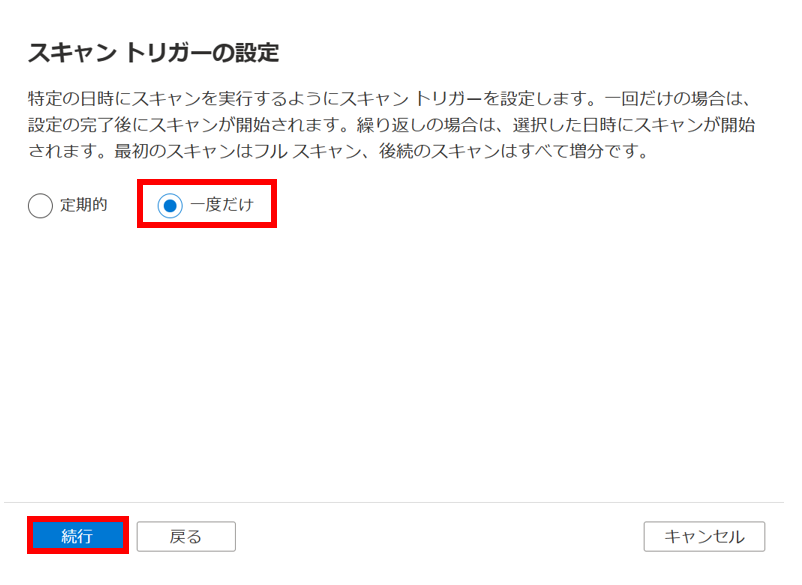 スキャン トリガーの設定
特定の日時にスキャンを実行するようにスキャン トリガーを設定します。一回だけの場合は、
設定の完了後にスキャンが開始されます。繰り返しの場合は、選択した日時にスキャンが開始
されます。最初のスキャンはフル スキャン、後続のスキャンはすべて増分です。
定期的 一度だけ
続行 戻る キャンセル